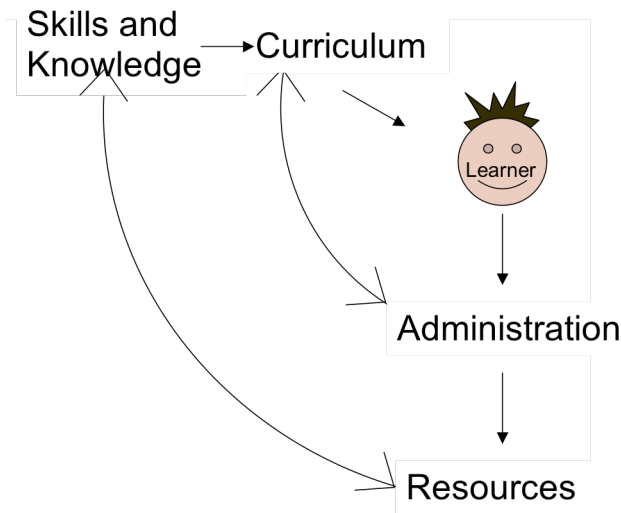 Skills and
Knowledge
Curriculum
Learner
Administration
Resources